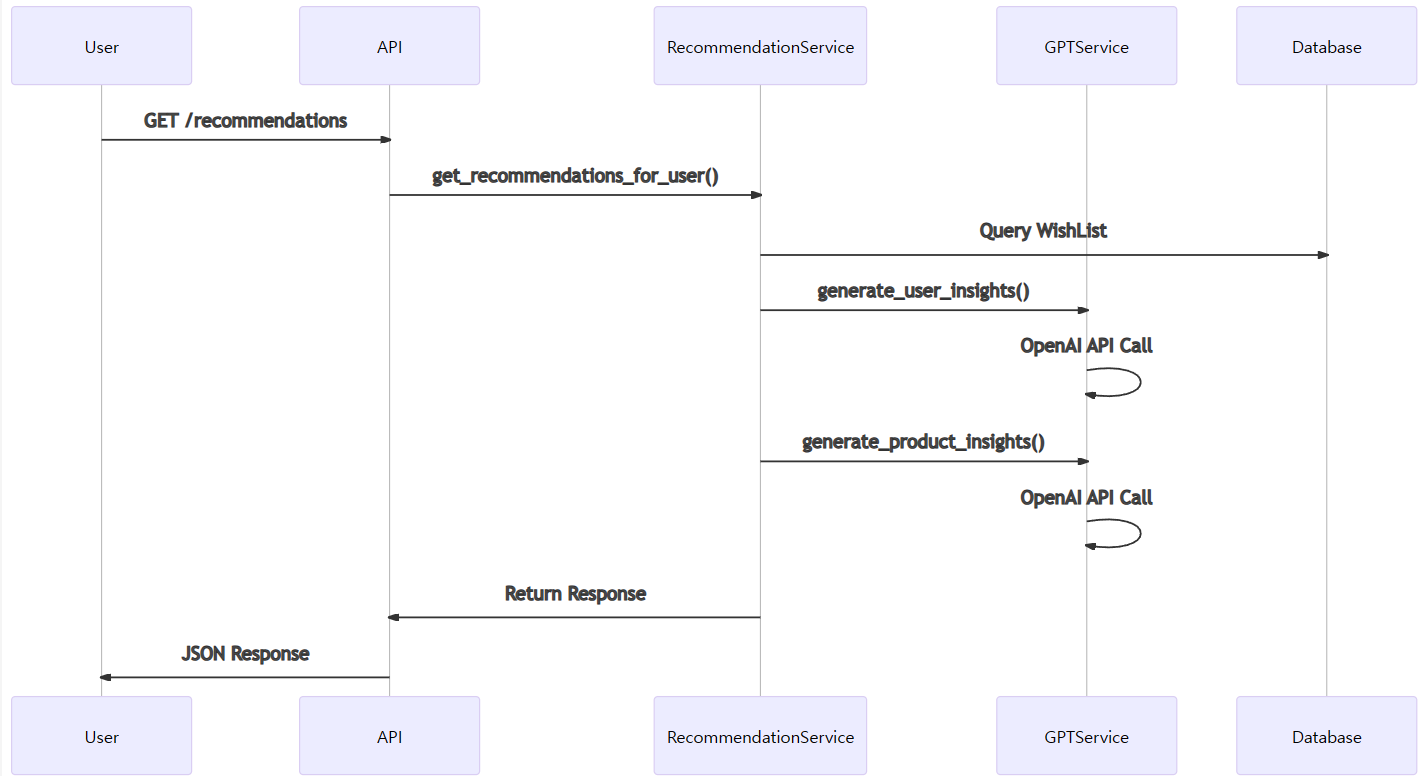 User
API
RecommendationService
GPTService
Database
GET /recommendations
get_recommendations_for_user()
Query WishList
generate_user_insights()
OpenAI API Call
generate_product_insights()
OpenAI API Call
Return Response
JSON Response
User
API
RecommendationService
GPTService
Database